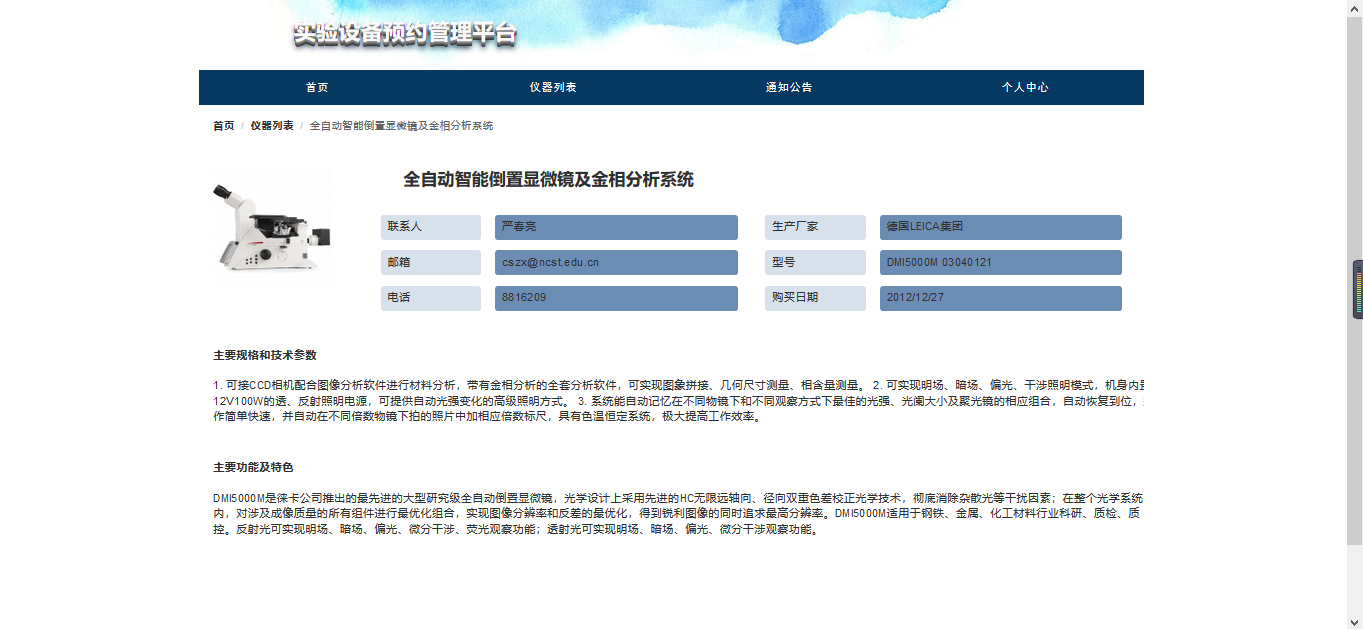 实验设备预约管理平台
首页 仪器列表 通知公告 个人中心
首页 / 仪器列表 / 全自动智能倒置显微镜及金相分析系统
全自动智能倒置显微镜及金相分析系统
联系人 严春亮 生产厂家 德国LEICA集团
邮箱 cszx@ncst.edu.cn 型号 DMI5000M 03040121
电话 8816209 购买日期 2012/12/27
主要规格和技术参数
1. 可接CCD相机配合图像分析软件进行材料分析，带有金相分析的全套分析软件，可实现图象拼接、几何尺寸测量、相含量测量。 2. 可实现明场、暗场、偏光、干涉照明模式，机身内置
12V100W的透、反射照明电源，可提供自动光强变化的高级照明方式。 3. 系统能自动记忆在不同物镜下和不同观察方式下最佳的光强、光阑大小及聚光镜的相应组合，自动恢复到位，
作简单快速，并自动在不同倍数物镜下拍的照片中加相应倍数标尺，具有色温恒定系统，极大提高工作效率。
主要功能及特色
DMI5000M是徕卡公司推出的最先进的大型研究级全自动倒置显微镜，光学设计上采用先进的HC无限远轴向、径向双重色差校正光学技术，彻底消除杂散光等干扰因素；在整个光学系统
内，对涉及成像质量的所有组件进行最优化组合，实现图像分辨率和反差的最优化，得到锐利图像的同时追求最高分辨率。DMI5000M适用于钢铁、金属、化工材料行业科研、质检、质
控。反射光可实现明场、暗场、偏光、微分干涉、荧光观察功能；透射光可实现明场、暗场、偏光、微分干涉观察功能。